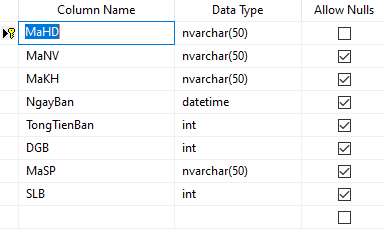 Column Name Data Type Allow Nulls
MaHD nvarchar(50)
MaNV nvarchar(50)
MaKH nvarchar(50)
NgayBan datetime
TongTienBan int
DGB int
MaSP nvarchar(50)
SLB int